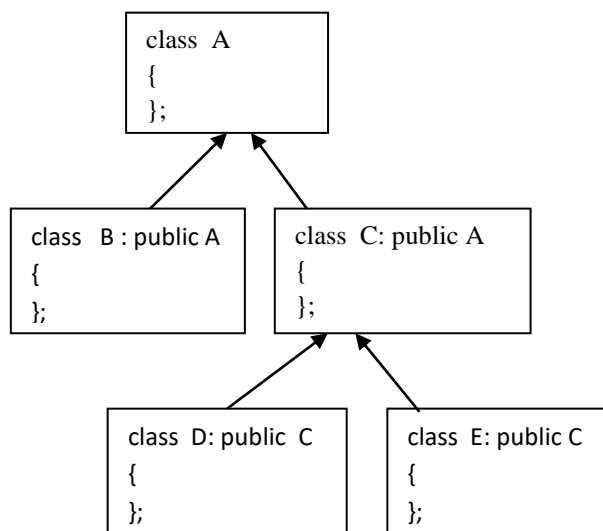 class A
{
};
class B : public A
{
};
class C: public A
{
};
class D: public C
{
};
class E: public C
{
};